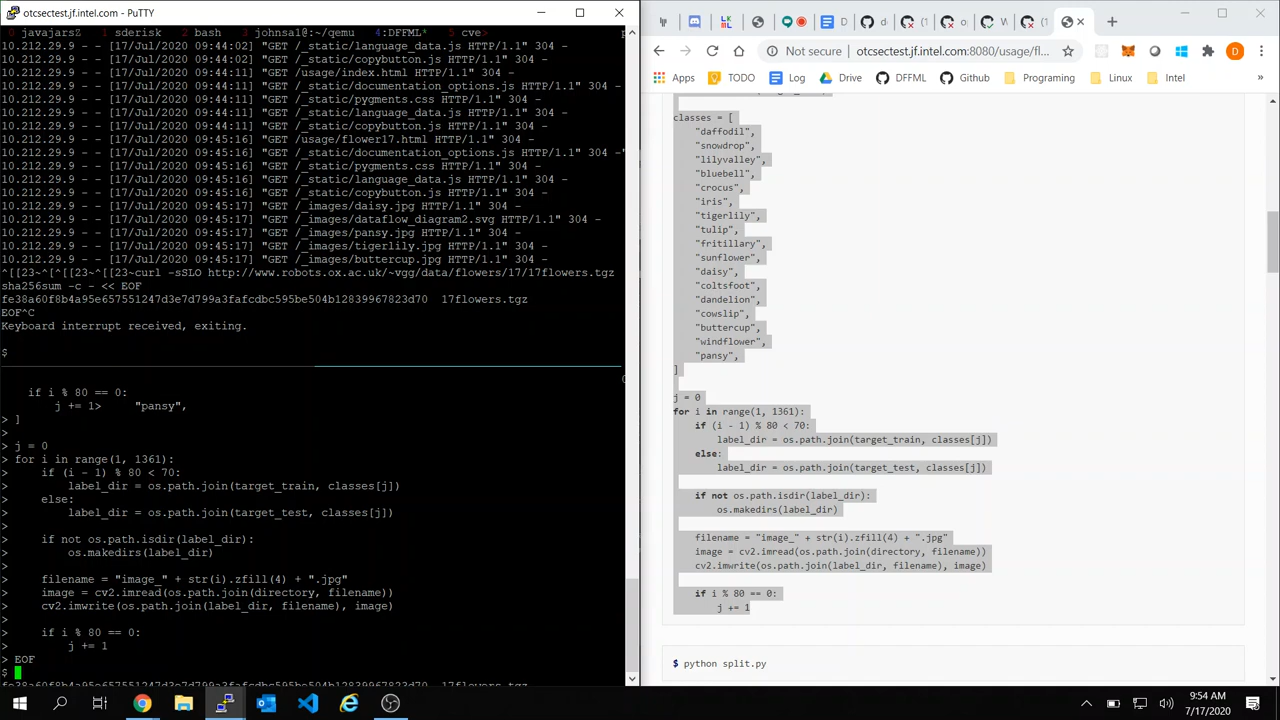 otcsectest.jf.intel.com - PuTTY
0 javajarsZ 1 sderisk 2 bash 3 johnsal@:~/qemu 4:DFFML* 5 cve>
10.212.29.9 - - [17/Jul/2020 09:44:02] "GET /_static/language_data.js HTTP/1.1" 304 -
10.212.29.9 - - [17/Jul/2020 09:44:02] "GET /_static/copybutton.js HTTP/1.1" 304 -
10.212.29.9 - - [17/Jul/2020 09:44:11] "GET /usage/index.html HTTP/1.1" 304 -
10.212.29.9 - - [17/Jul/2020 09:44:11] "GET /_static/documentation_options.js HTTP/1.1" 304 -
10.212.29.9 - - [17/Jul/2020 09:44:11] "GET /_static/pygments.css HTTP/1.1" 304 -
10.212.29.9 - - [17/Jul/2020 09:44:11] "GET /_static/language_data.js HTTP/1.1" 304 -
10.212.29.9 - - [17/Jul/2020 09:44:11] "GET /_static/copybutton.js HTTP/1.1" 304 -
10.212.29.9 - - [17/Jul/2020 09:45:16] "GET /usage/flower17.html HTTP/1.1" 304 -
10.212.29.9 - - [17/Jul/2020 09:45:16] "GET /_static/documentation_options.js HTTP/1.1" 304 -
10.212.29.9 - - [17/Jul/2020 09:45:16] "GET /_static/pygments.css HTTP/1.1" 304 -
10.212.29.9 - - [17/Jul/2020 09:45:16] "GET /_static/language_data.js HTTP/1.1" 304 -
10.212.29.9 - - [17/Jul/2020 09:45:16] "GET /_static/copybutton.js HTTP/1.1" 304 -
10.212.29.9 - - [17/Jul/2020 09:45:17] "GET /_images/daisy.jpg HTTP/1.1" 304 -
10.212.29.9 - - [17/Jul/2020 09:45:17] "GET /_images/dataflow_diagram2.svg HTTP/1.1" 304 -
10.212.29.9 - - [17/Jul/2020 09:45:17] "GET /_images/pansy.jpg HTTP/1.1" 304 -
10.212.29.9 - - [17/Jul/2020 09:45:17] "GET /_images/tigerlily.jpg HTTP/1.1" 304 -
10.212.29.9 - - [17/Jul/2020 09:45:17] "GET /_images/buttercup.jpg HTTP/1.1" 304 -
^[[23~^[^[[23~^[[23~curl -sSLO http://www.robots.ox.ac.uk/~vgg/data/flowers/17/17flowers.tgz
sha256sum -c - << EOF
fe38a60f8b4a95e657551247d3e7d799a3fafcdbc595be504b12839967823d70  17flowers.tgz
EOF^C
Keyboard interrupt received, exiting.
$
if i % 80 == 0:
j += 1>     "pansy",
> ]
>
> j = 0
> for i in range(1, 1361):
>     if (i - 1) % 80 < 70:
>         label_dir = os.path.join(target_train, classes[j])
>     else:
>         label_dir = os.path.join(target_test, classes[j])
>
>     if not os.path.isdir(label_dir):
>         os.makedirs(label_dir)
>
>     filename = "image_" + str(i).zfill(4) + ".jpg"
>     image = cv2.imread(os.path.join(directory, filename))
>     cv2.imwrite(os.path.join(label_dir, filename), image)
>
>     if i % 80 == 0:
>         j += 1
> EOF
$
Not secure | otcsectest.jf.intel.com:8080/usage/fl...
D
Apps TODO Log Drive DFFML Github Programing Linux Intel »
classes = [
"daffodil",
"snowdrop",
"lilyvalley",
"bluebell",
"crocus",
"iris",
"tigerlily",
"tulip",
"fritillary",
"sunflower",
"daisy",
"coltsfoot",
"dandelion",
"cowslip",
"buttercup",
"windflower",
"pansy",
]
j = 0
for i in range(1, 1361):
if (i - 1) % 80 < 70:
label_dir = os.path.join(target_train, classes[j])
else:
label_dir = os.path.join(target_test, classes[j])
if not os.path.isdir(label_dir):
os.makedirs(label_dir)
filename = "image_" + str(i).zfill(4) + ".jpg"
image = cv2.imread(os.path.join(directory, filename))
cv2.imwrite(os.path.join(label_dir, filename), image)
if i % 80 == 0:
j += 1
$ python split.py
9:54 AM
7/17/2020